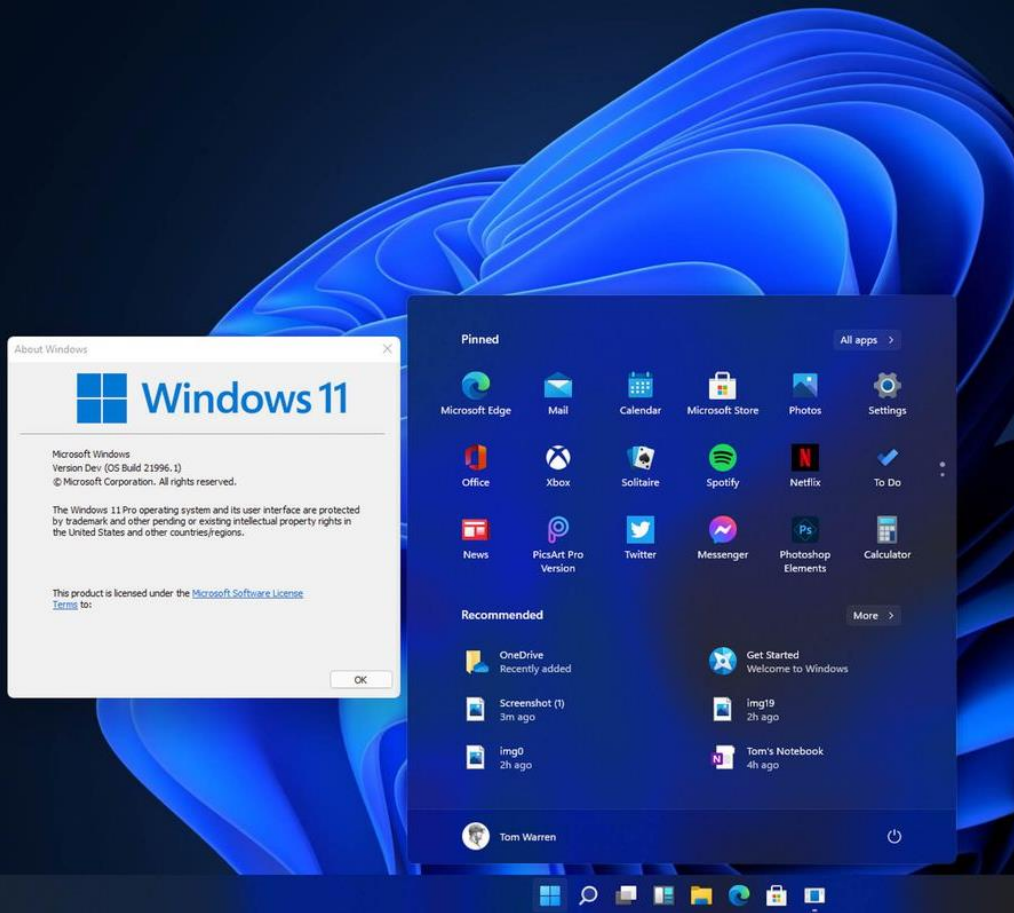 About Windows
Windows 11
Microsoft Windows
Version Dev (OS Build 21996.1)
© Microsoft Corporation. All rights reserved.
The Windows 11 Pro operating system and its user interface are protected
by trademark and other pending or existing intellectual property rights in
the United States and other countries/regions.
This product is licensed under the Microsoft Software License
Terms to:
OK
Pinned
All apps >
Microsoft Edge
Mail
Calendar
Microsoft Store
Photos
Settings
Office
Xbox
Solitaire
Spotify
Netflix
To Do
News
PicsArt Pro
Version
Twitter
Messenger
Ps
Photoshop
Elements
Calculator
Recommended
More >
OneDrive
Recently added
Get Started
Welcome to Windows
Screenshot (1)
3m ago
img19
2h ago
img0
2h ago
N
Tom's Notebook
4h ago
Tom Warren